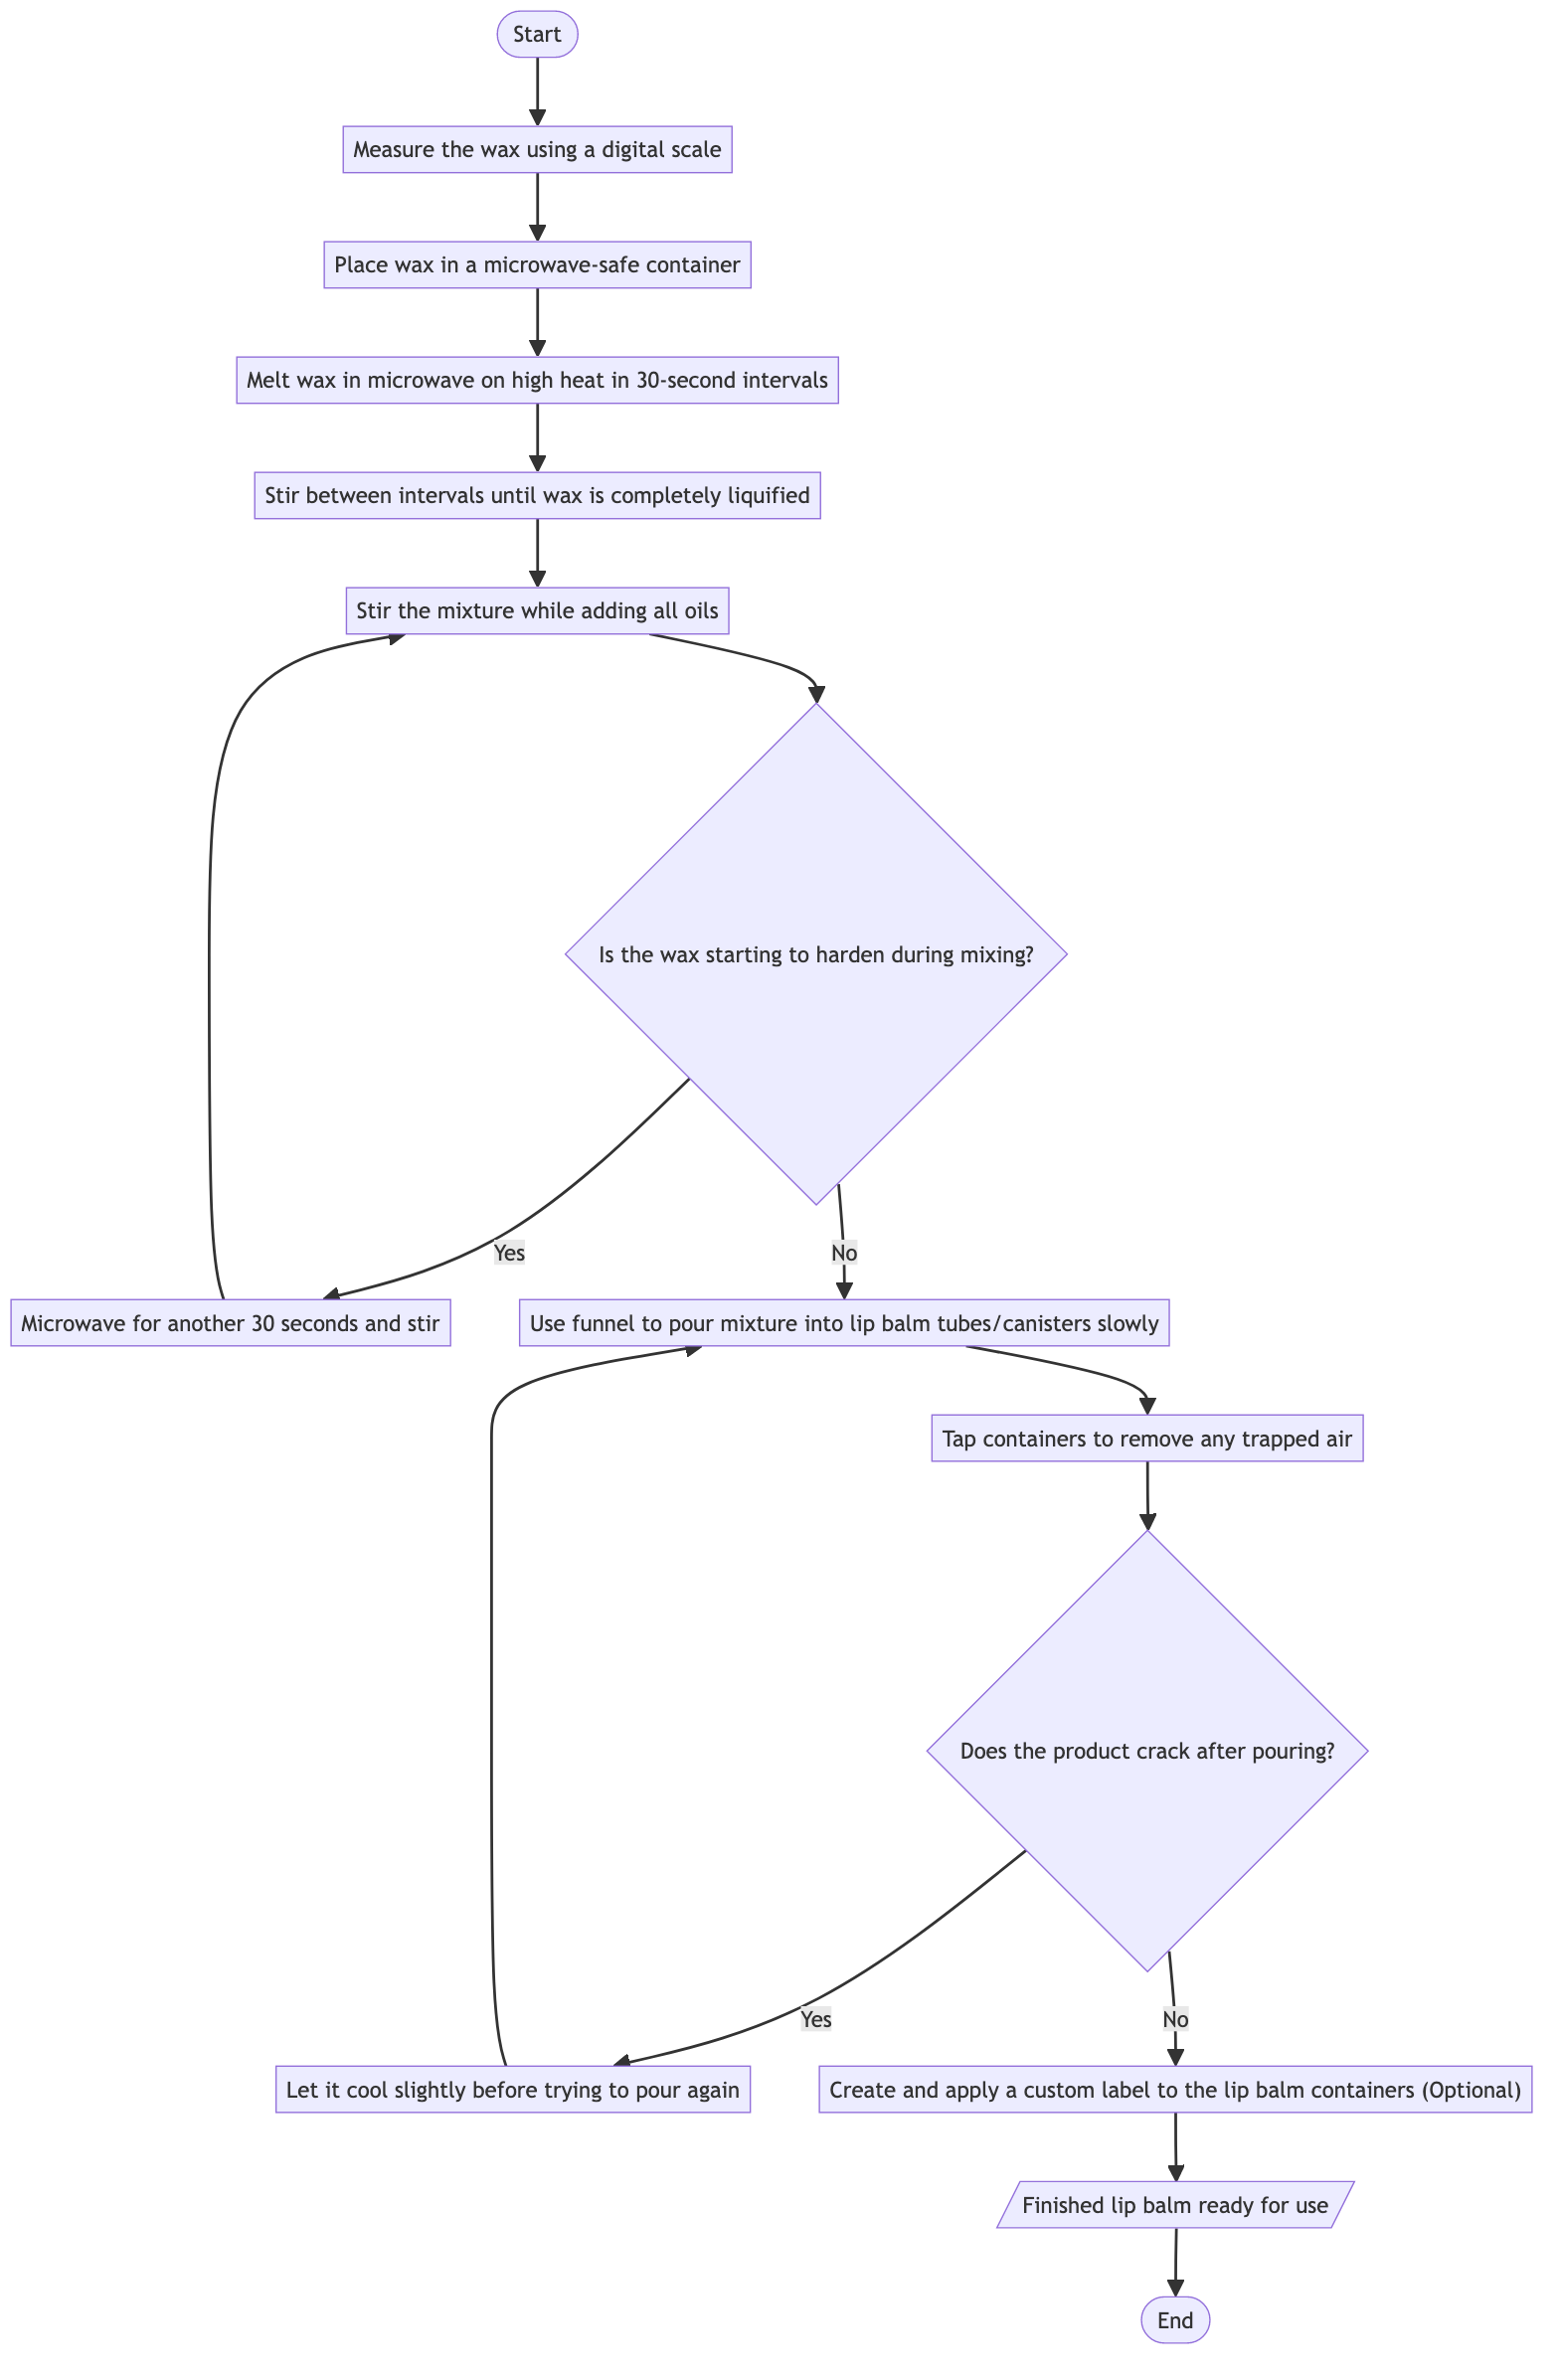 Start
Measure the wax using a digital scale
Place wax in a microwave-safe container
Melt wax in microwave on high heat in 30-second intervals
Stir between intervals until wax is completely liquified
Stir the mixture while adding all oils
Is the wax starting to harden during mixing?
Yes
No
Microwave for another 30 seconds and stir
Use funnel to pour mixture into lip balm tubes/canisters slowly
Tap containers to remove any trapped air
Does the product crack after pouring?
Yes
No
Let it cool slightly before trying to pour again
Create and apply a custom label to the lip balm containers (Optional)
Finished lip balm ready for use
End